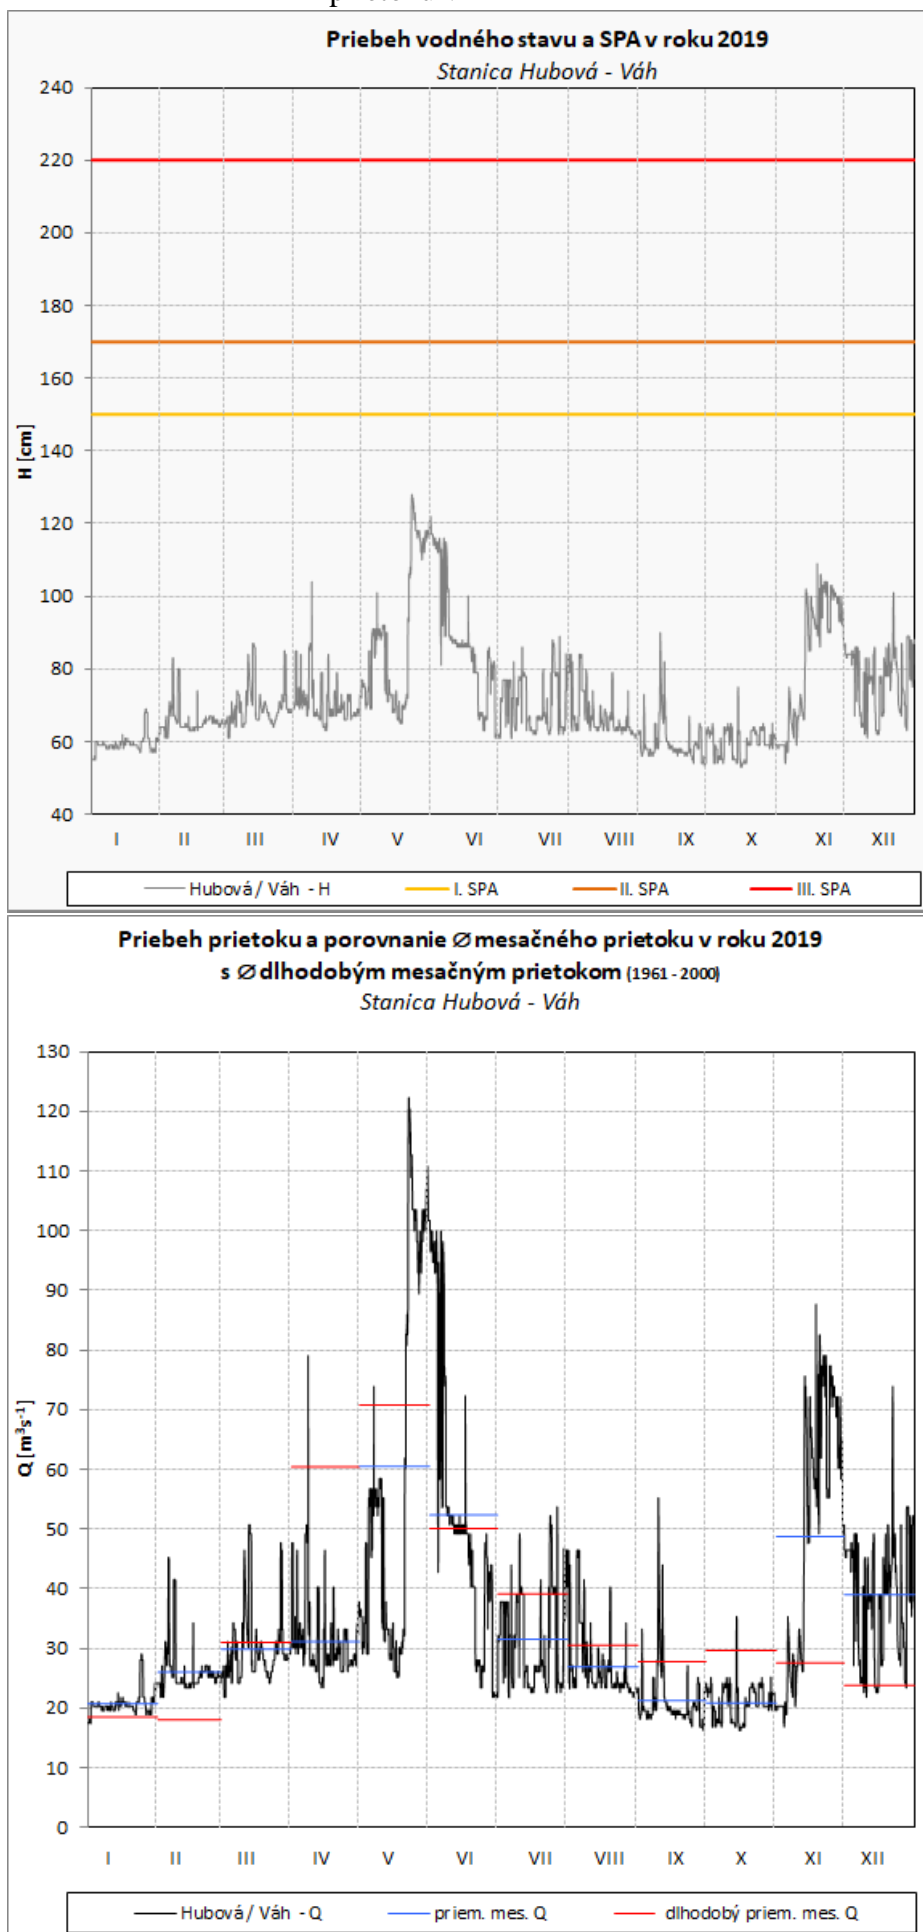 Priebeh vodného stavu a SPA v roku 2019
Stanica Hubová - Váh
240
220
200
180
160
140
120
100
80
60
40
H [cm]
I II III IV V VI VII VIII IX X XI XII
Hubová / Váh - H I. SPA II. SPA III. SPA
Priebeh prietoku a porovnanie Ø mesačného prietoku v roku 2019
s Ø dlhodobým mesačným prietokom (1961 - 2000)
Stanica Hubová - Váh
130
120
110
100
90
80
70
60
50
40
30
20
10
0
Q [m³s⁻¹]
I II III IV V VI VII VIII IX X XI XII
Hubová / Váh - Q priem. mes. Q dlhodobý priem. mes. Q